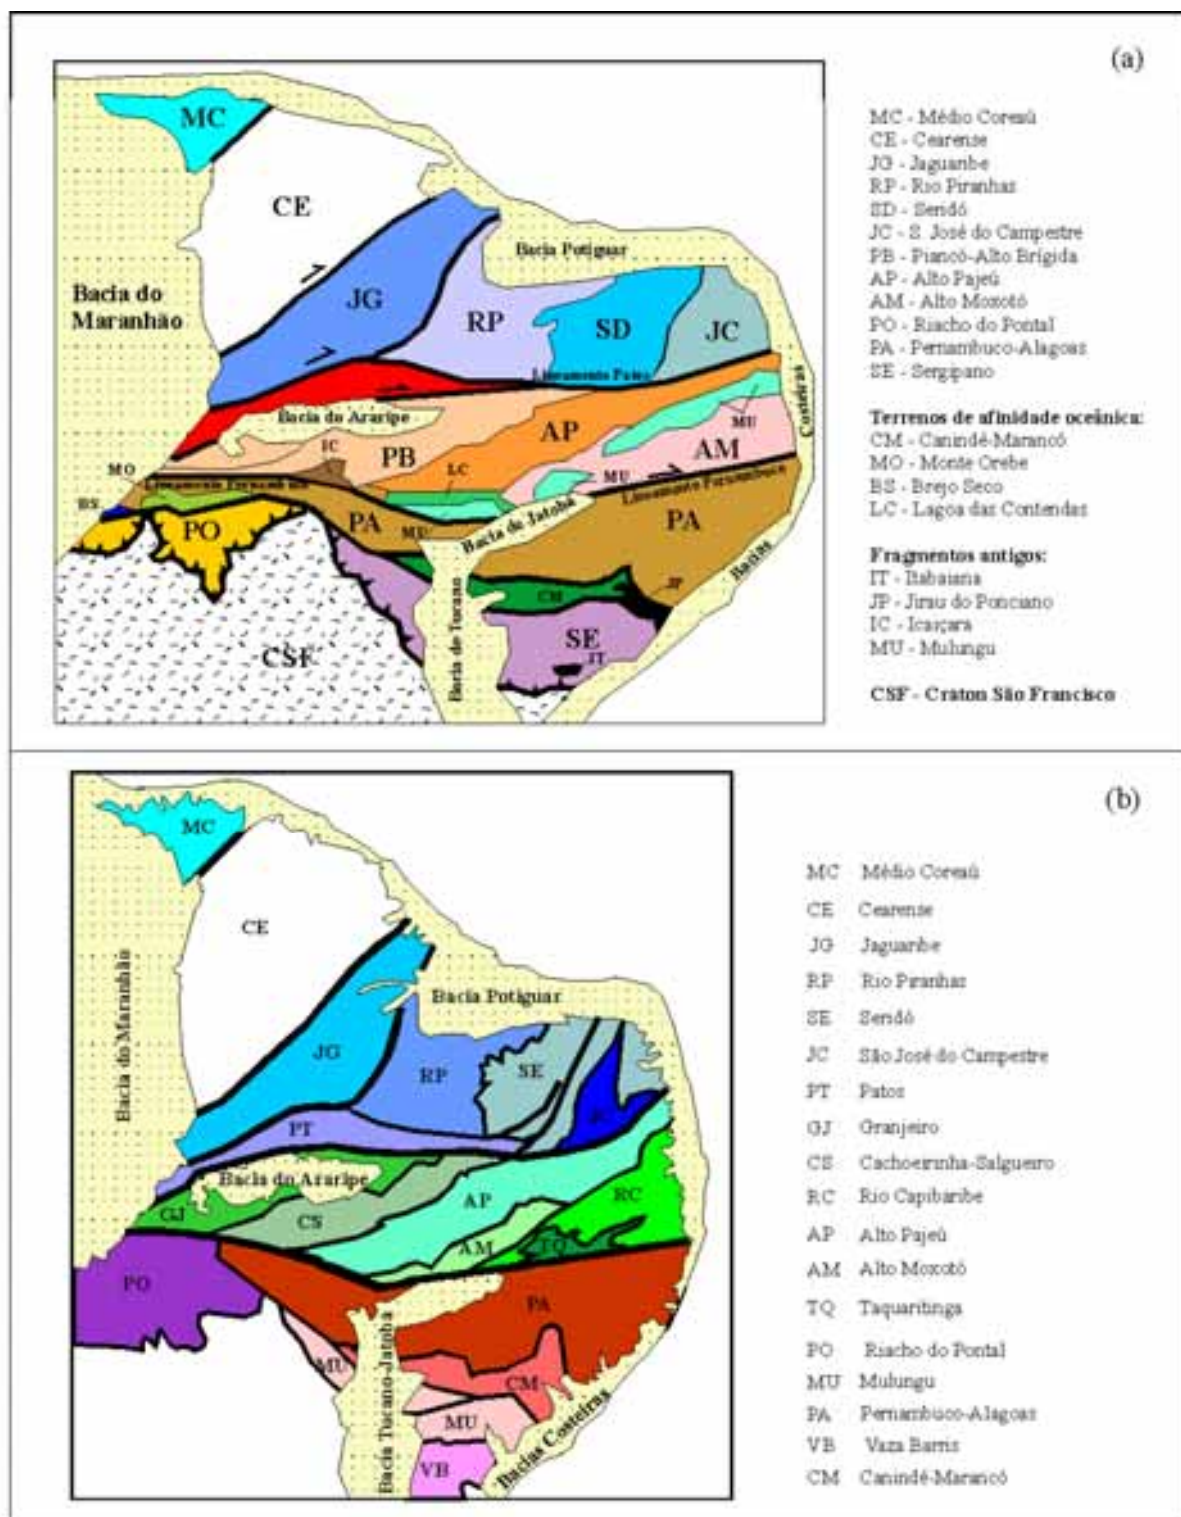 (a)
MC
CE
JG
RP
SD
JC
Bacia Potiguar
Bacia do
Maranhão
Lineamento Patos
Bacia do Araripe
Costeiras
MU
AP
IC
PB
AM
MO
LC
MU
Lineamento Pernambuco
Lineamento Pernambuco
BS
PO
PA
MU
Bacia de Jatobá
PA
Bacias
CM
JP
SE
IT
CSF
Bacia de Tucano
MC - Médio Coreaú
CE - Cearense
JG - Jaguaribe
RP - Rio Piranhas
SD - Seridó
JC - S. José do Campestre
PB - Piancó-Alto Brígida
AP - Alto Pajeú
AM - Alto Moxotó
PO - Riacho do Pontal
PA - Pernambuco-Alagoas
SE - Sergipano
Terrenos de afinidade oceânica:
CM - Canindé-Marancó
MO - Monte Orebe
BS - Brejo Seco
LC - Lagoa das Contendas
Fragmentos antigos:
IT - Itabaiana
JP - Jirau do Ponciano
IC - Icaiçara
MU - Mulungu
CSF - Craton São Francisco
(b)
MC
CE
Bacia do Maranhão
Bacia Potiguar
JG
RP
SE
JC
PT
Bacia do Araripe
GJ
CS
AP
RC
AM
TQ
PO
PA
MU
CM
MU
VB
Bacia Tucano-Jatobá
Bacias Costeiras
MC Médio Coreaú
CE Cearense
JG Jaguaribe
RP Rio Piranhas
SE Seridó
JC São José do Campestre
PT Patos
GJ Granjeiro
CS Cachoeirinha-Salgueiro
RC Rio Capibaribe
AP Alto Pajeú
AM Alto Moxotó
TQ Taquaritinga
PO Riacho do Pontal
MU Mulungu
PA Pernambuco-Alagoas
VB Vaza Barris
CM Canindé-Marancó